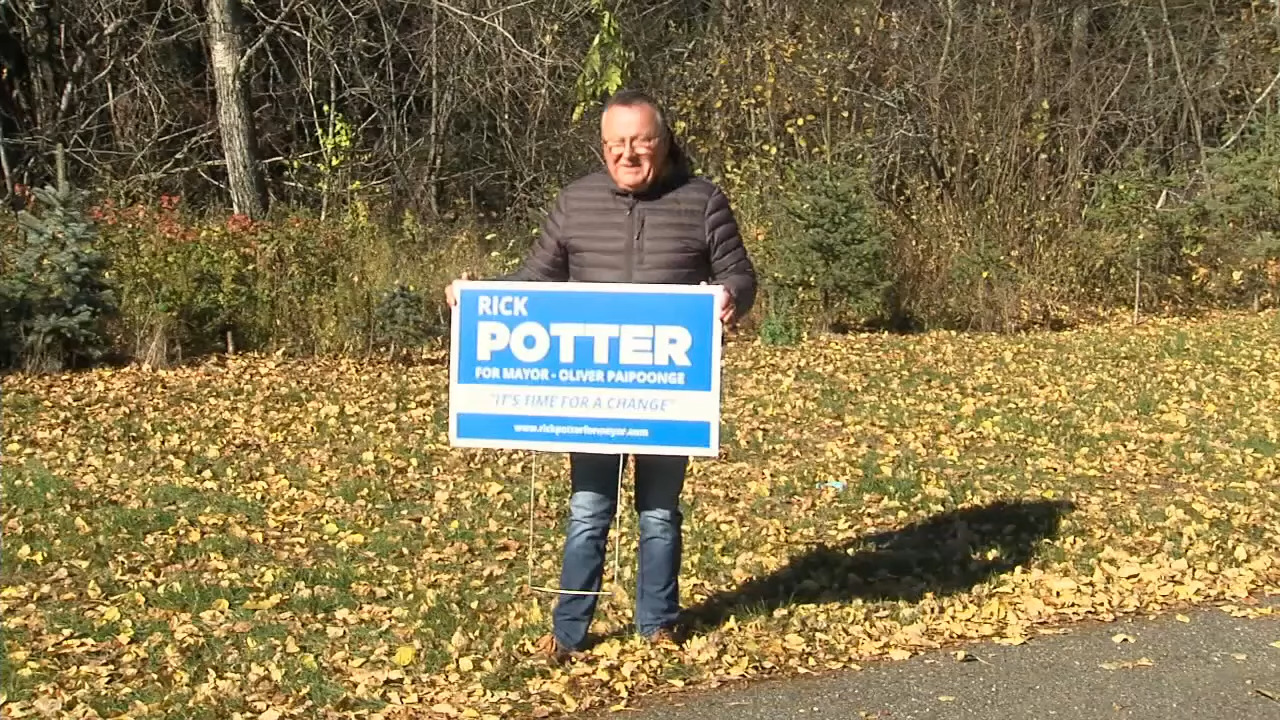 RICK
POTTER
FOR MAYOR - OLIVER PAIPOONGE
"IT'S TIME FOR A CHANGE"
www.rickpotterformayor.com